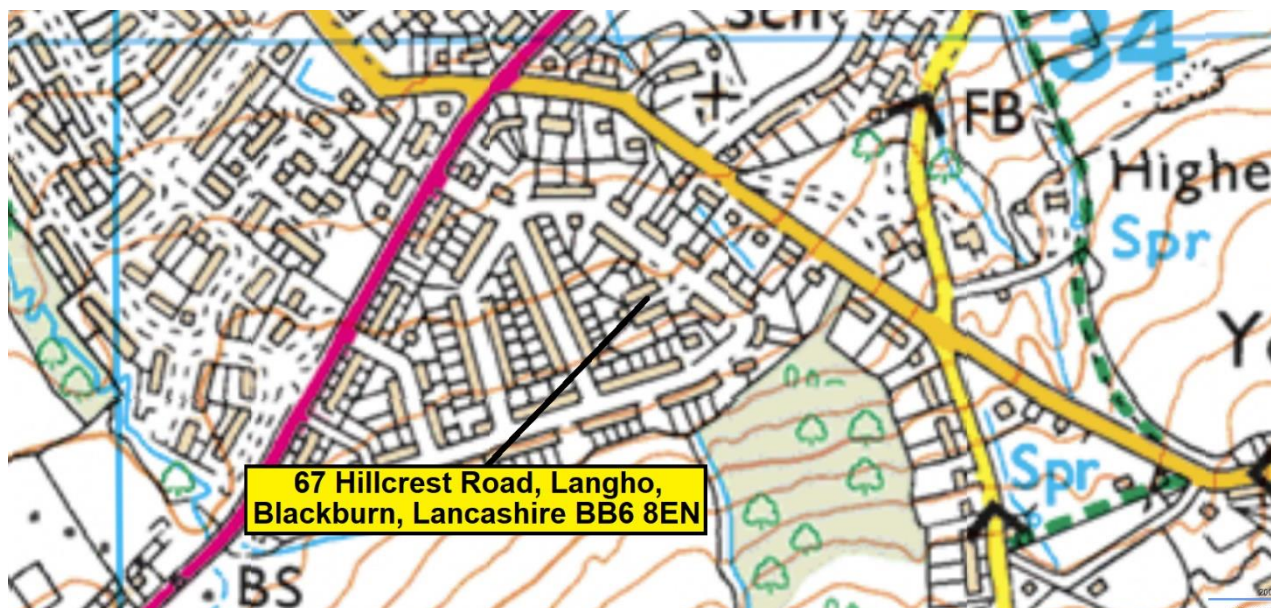 Sch
34
FB
Highe
Spr
Y
Spr
67 Hillcrest Road, Langho,
Blackburn, Lancashire BB6 8EN
BS